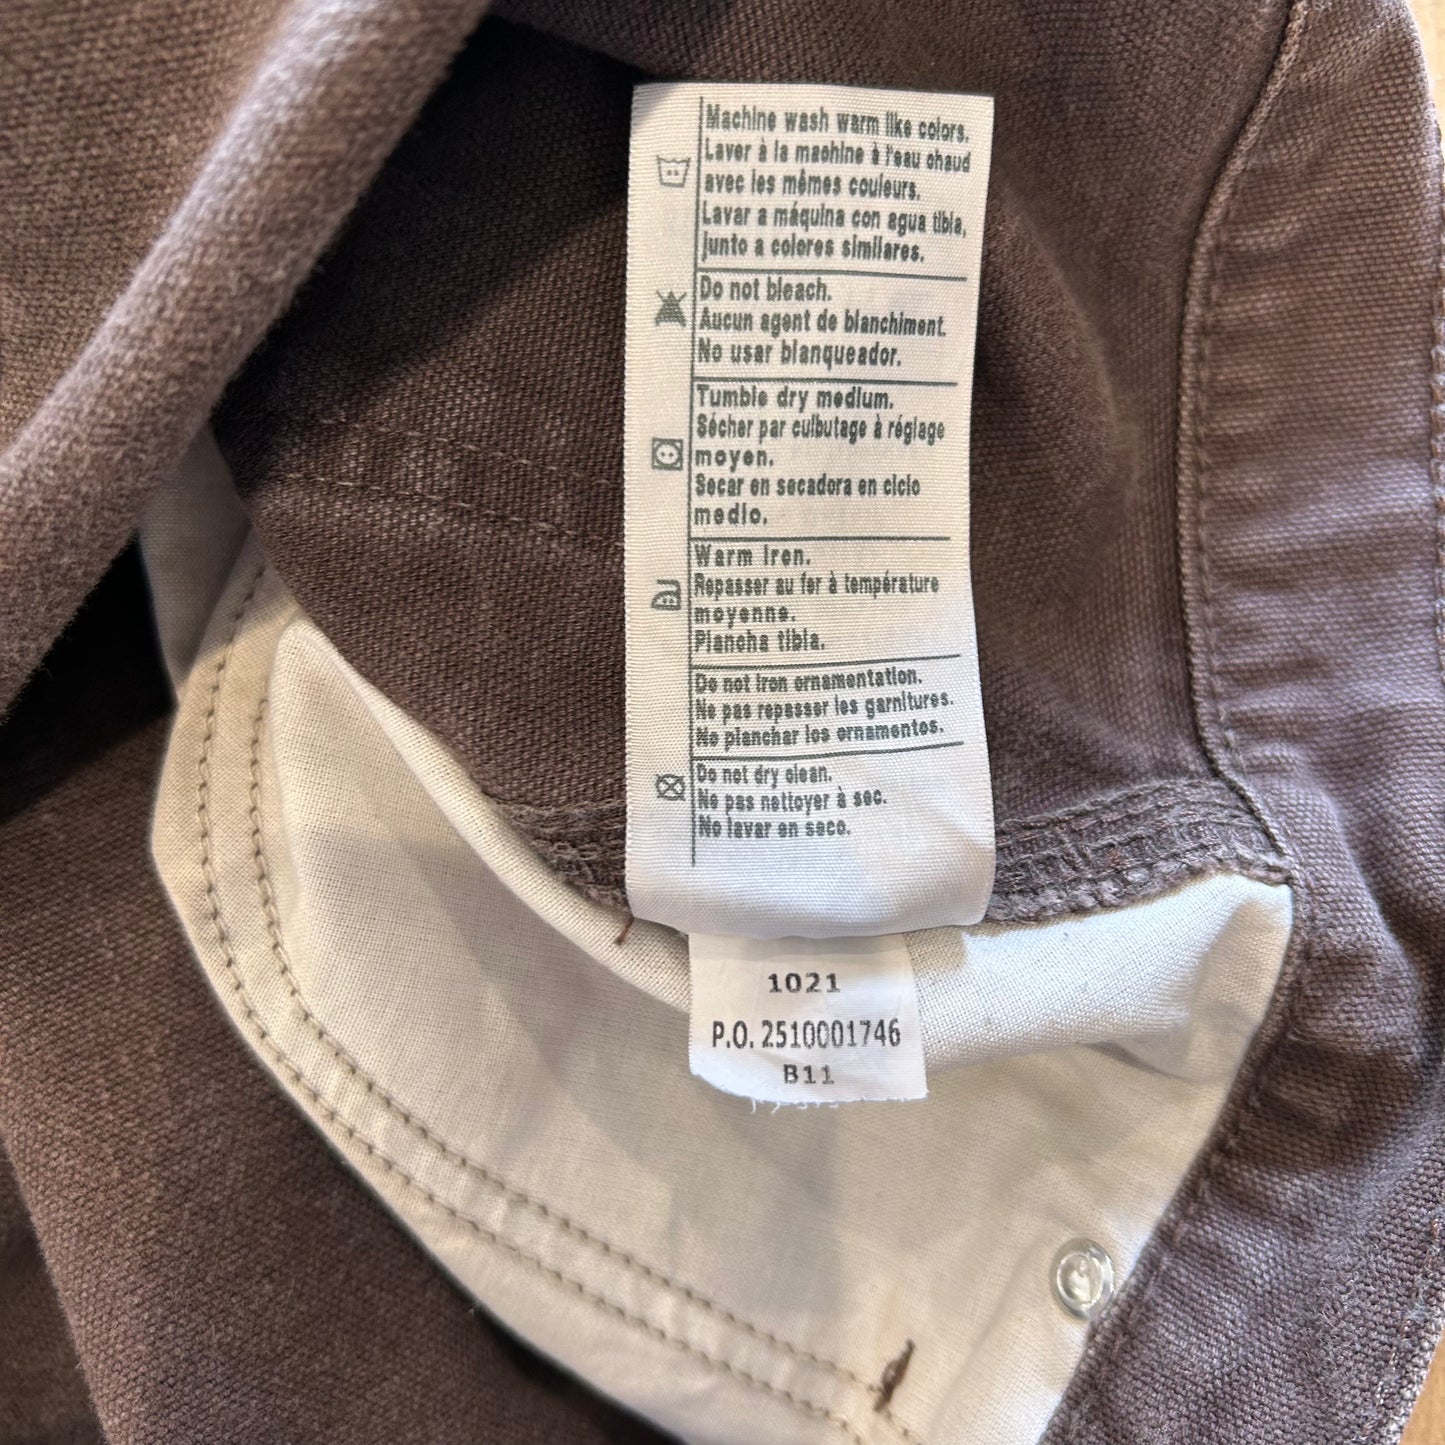 Machine wash warm like colors.
Laver à la machine à l'eau chaud
avec les mêmes couleurs.
Lavar a máquina con agua tibia,
junto a colores similares.
Do not bleach.
Aucun agent de blanchiment.
No usar blanqueador.
Tumble dry medium.
Sécher par culbutage à réglage
moyen.
Secar en secadora en ciclo
medio.
Warm iron.
Repasser au fer à température
moyenne.
Plancha tibia.
Do not iron ornamentation.
Ne pas repasser les garnitures.
No planchar los ornamentos.
Do not dry clean.
Ne pas nettoyer à sec.
No lavar en seco.
1021
P.O. 2510001746
B11